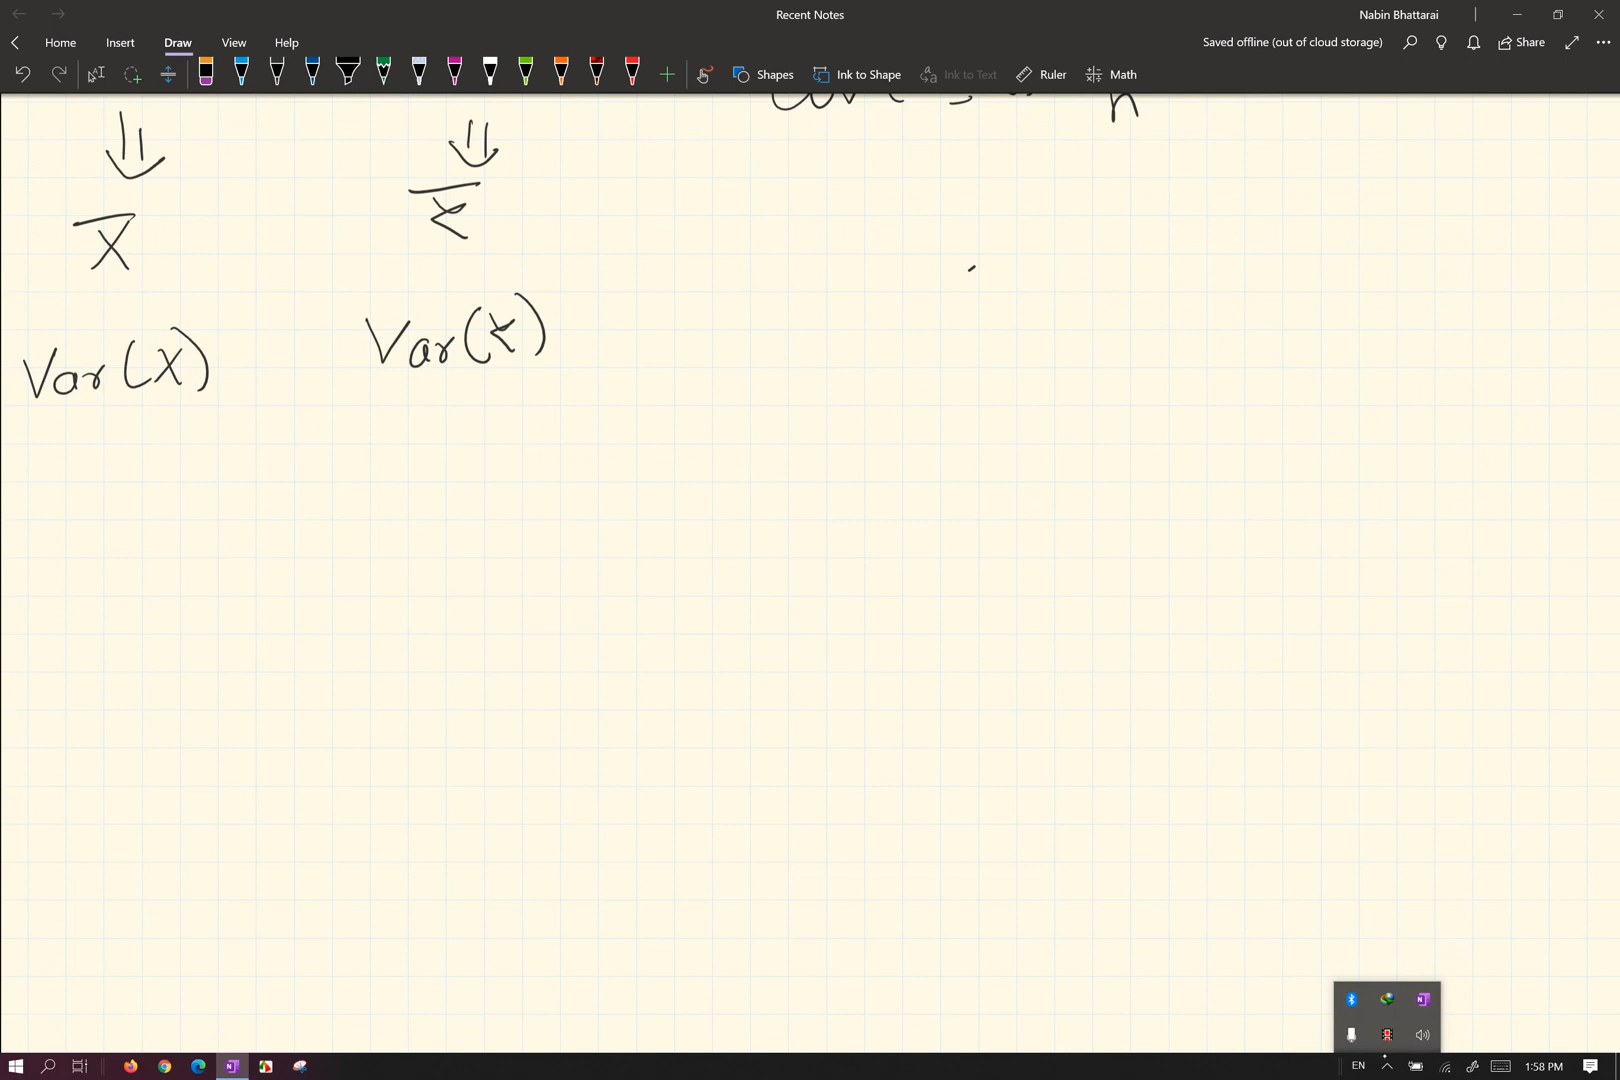 Recent Notes
Nabin Bhattarai
Home Insert Draw View Help
Saved offline (out of cloud storage)
Share
Shapes
Ink to Shape
Ink to Text
Ruler
Math
n
X̅
Var(X)
EN
1:58 PM